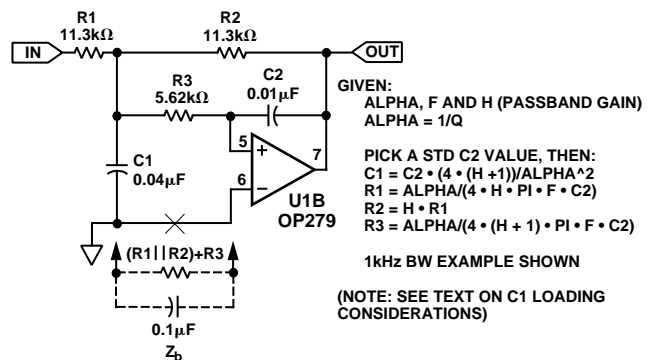 R1
11.3kΩ
R2
11.3kΩ
IN
OUT
R3
5.62kΩ
C2
0.01µF
C1
0.04µF
5
+
6
−
7
U1B
OP279
(R1||R2)+R3
0.1µF
Zb
GIVEN:
ALPHA, F AND H (PASSBAND GAIN)
ALPHA = 1/Q
PICK A STD C2 VALUE, THEN:
C1 = C2 • (4 • (H +1))/ALPHA^2
R1 = ALPHA/(4 • H • PI • F • C2)
R2 = H • R1
R3 = ALPHA/(4 • (H + 1) • PI • F • C2)
1kHz BW EXAMPLE SHOWN
(NOTE: SEE TEXT ON C1 LOADING
CONSIDERATIONS)